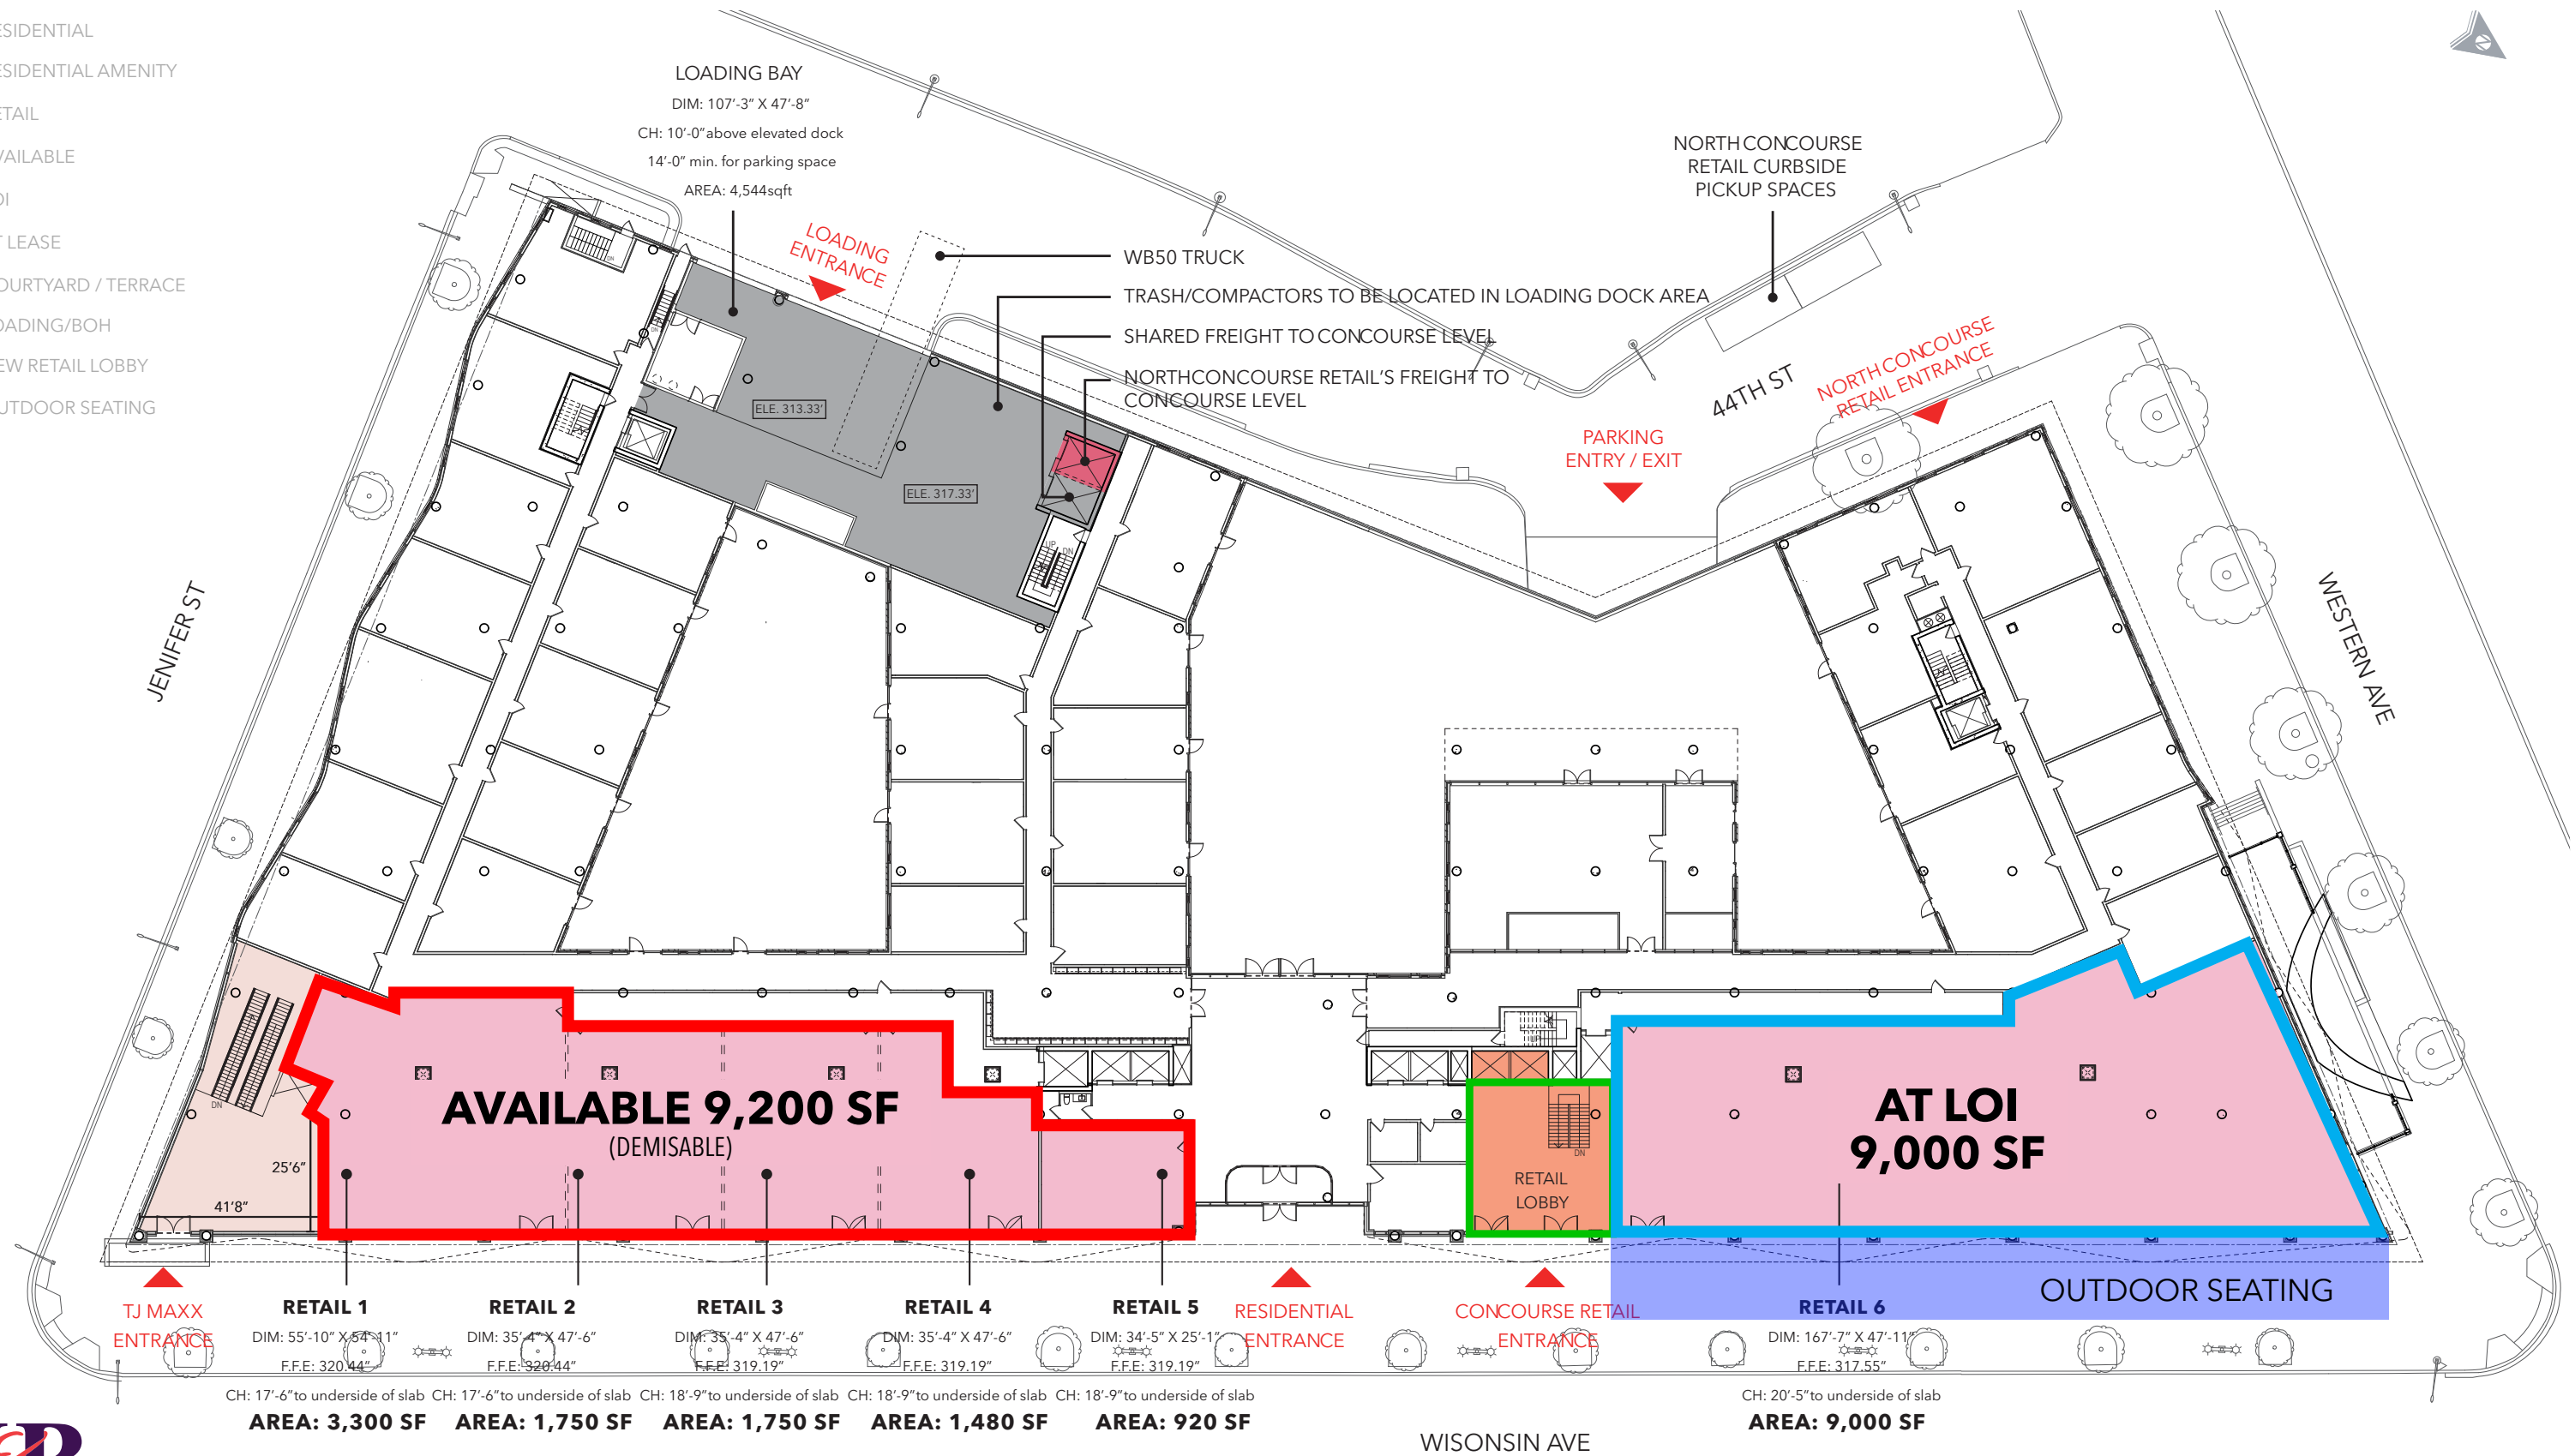 ESIDENTIAL
ESIDENTIAL AMENITY
ETAIL
VAILABLE
OI
T LEASE
OURTYARD / TERRACE
OADING/BOH
EW RETAIL LOBBY
UTDOOR SEATING
LOADING BAY
DIM: 107'-3" X 47'-8"
CH: 10'-0"above elevated dock
14'-0" min. for parking space
AREA: 4,544sqft
LOADING
ENTRANCE
WB50 TRUCK
TRASH/COMPACTORS TO BE LOCATED IN LOADING DOCK AREA
SHARED FREIGHT TO CONCOURSE LEVEL
NORTH CONCOURSE RETAIL'S FREIGHT TO
CONCOURSE LEVEL
NORTH CONCOURSE
RETAIL CURBSIDE
PICKUP SPACES
44TH ST
NORTH CONCOURSE
RETAIL ENTRANCE
PARKING
ENTRY / EXIT
ELE. 313.33'
ELE. 317.33'
UP
DN
DN
DN
JENIFER ST
WESTERN AVE
AVAILABLE 9,200 SF
(DEMISABLE)
DN
25'6"
41'8"
UP
DN
RETAIL
LOBBY
AT LOI
9,000 SF
OUTDOOR SEATING
TJ MAXX
ENTRANCE
RETAIL 1
DIM: 55'-10" X 54'-11"
F.F.E: 320.44"
CH: 17'-6"to underside of slab
AREA: 3,300 SF
RETAIL 2
DIM: 35'-4" X 47'-6"
F.F.E: 320.44"
CH: 17'-6"to underside of slab
AREA: 1,750 SF
RETAIL 3
DIM: 35'-4" X 47'-6"
F.F.E: 319.19"
CH: 18'-9"to underside of slab
AREA: 1,750 SF
RETAIL 4
DIM: 35'-4" X 47'-6"
F.F.E: 319.19"
CH: 18'-9"to underside of slab
AREA: 1,480 SF
RETAIL 5
DIM: 34'-5" X 25'-1"
F.F.E: 319.19"
CH: 18'-9"to underside of slab
AREA: 920 SF
RESIDENTIAL
ENTRANCE
CONCOURSE RETAIL
ENTRANCE
RETAIL 6
DIM: 167'-7" X 47'-11"
F.F.E: 317.55"
CH: 20'-5"to underside of slab
AREA: 9,000 SF
WISONSIN AVE